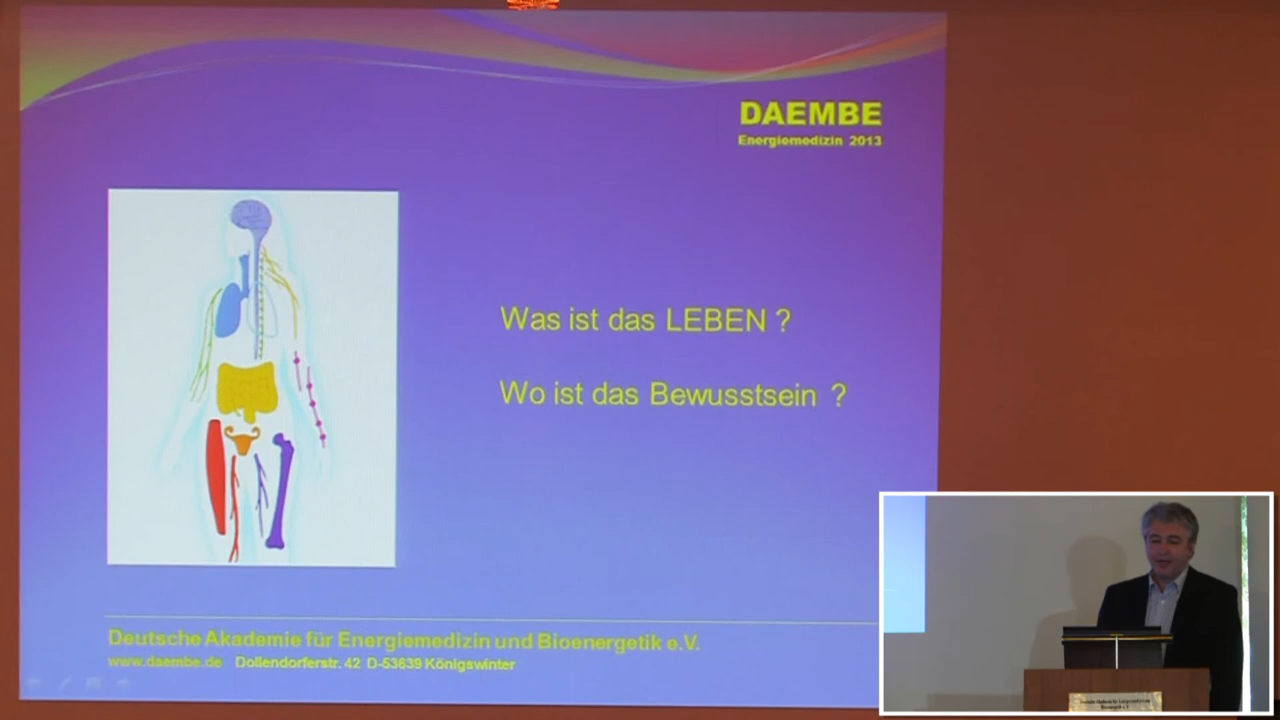 DAEMBE
Energiemedizin 2013
Was ist das LEBEN ?
Wo ist das Bewusstsein ?
Deutsche Akademie für Energiemedizin und Bioenergetik e.V.
www.daembe.de Dollendorferstr. 42 D-53639 Königswinter